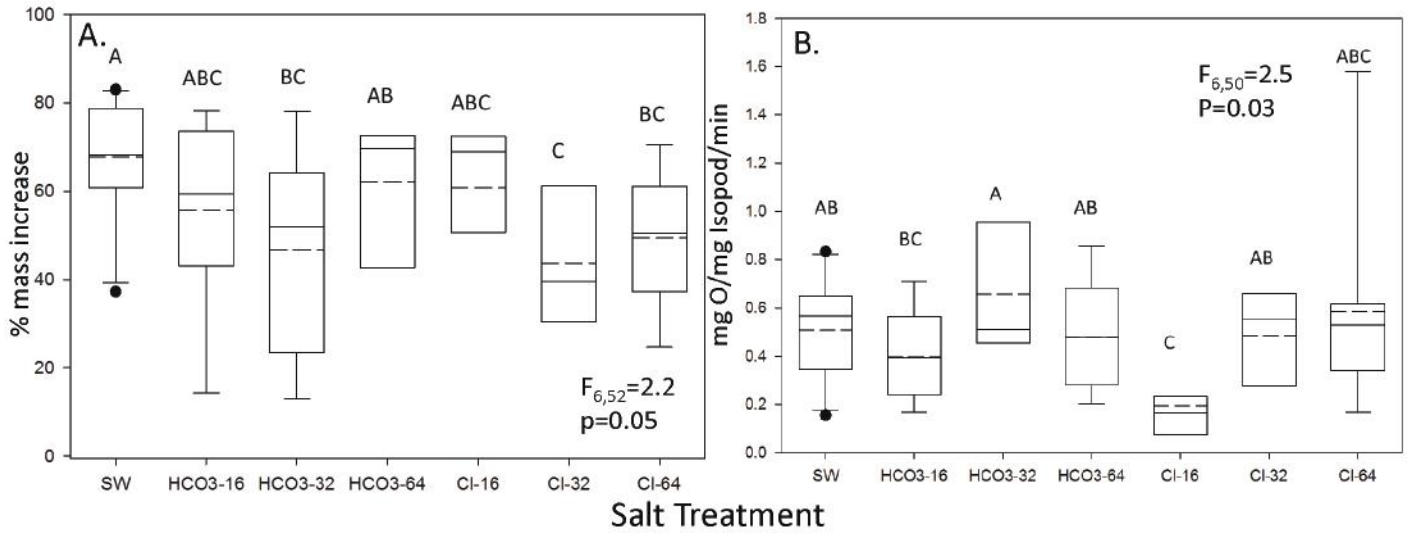 A.
% mass increase
100
80
60
40
20
0
A
ABC
BC
AB
ABC
C
BC
F6,52=2.2
p=0.05
SW
HCO3-16
HCO3-32
HCO3-64
Cl-16
Cl-32
Cl-64
B.
mg O/mg Isopod/min
1.8
1.6
1.4
1.2
1.0
0.8
0.6
0.4
0.2
0.0
AB
BC
A
AB
C
AB
ABC
F6,50=2.5
P=0.03
SW
HCO3-16
HCO3-32
HCO3-64
Cl-16
Cl-32
Cl-64
Salt Treatment